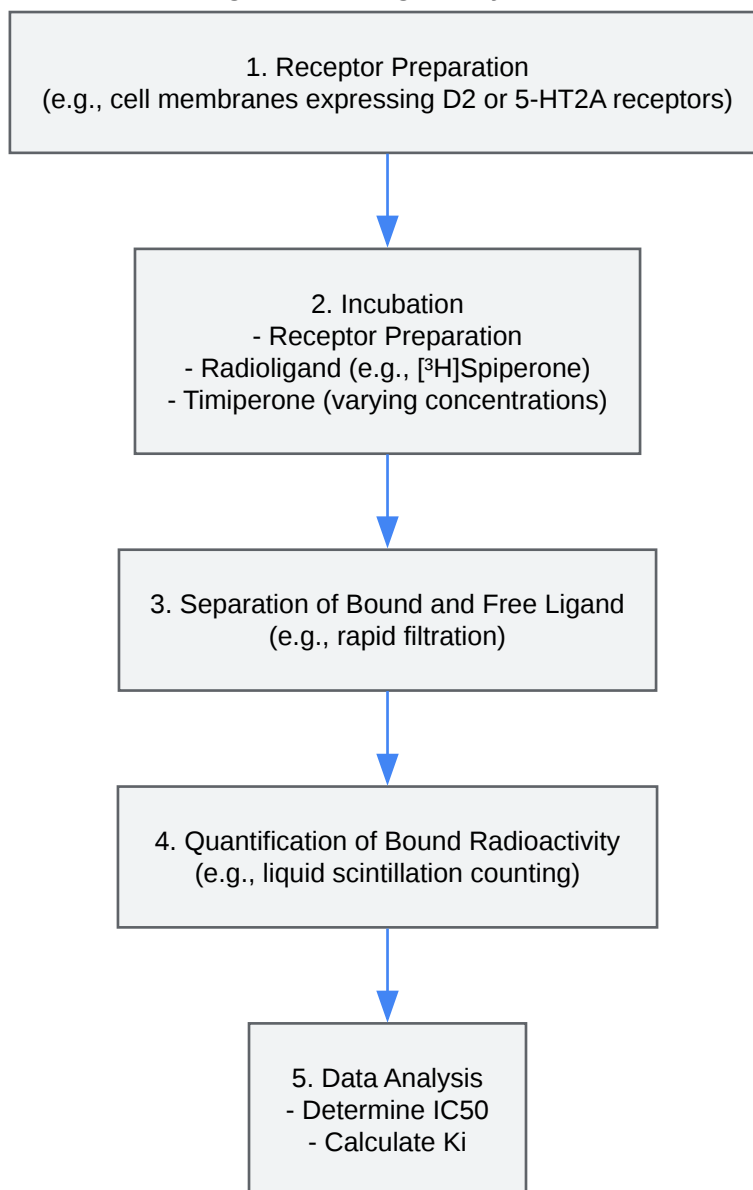 1. Receptor Preparation
(e.g., cell membranes expressing D2 or 5-HT2A receptors)
2. Incubation
- Receptor Preparation
- Radioligand (e.g., [³H]Spiperone)
- Timiperone (varying concentrations)
3. Separation of Bound and Free Ligand
(e.g., rapid filtration)
4. Quantification of Bound Radioactivity
(e.g., liquid scintillation counting)
5. Data Analysis
- Determine IC50
- Calculate Ki